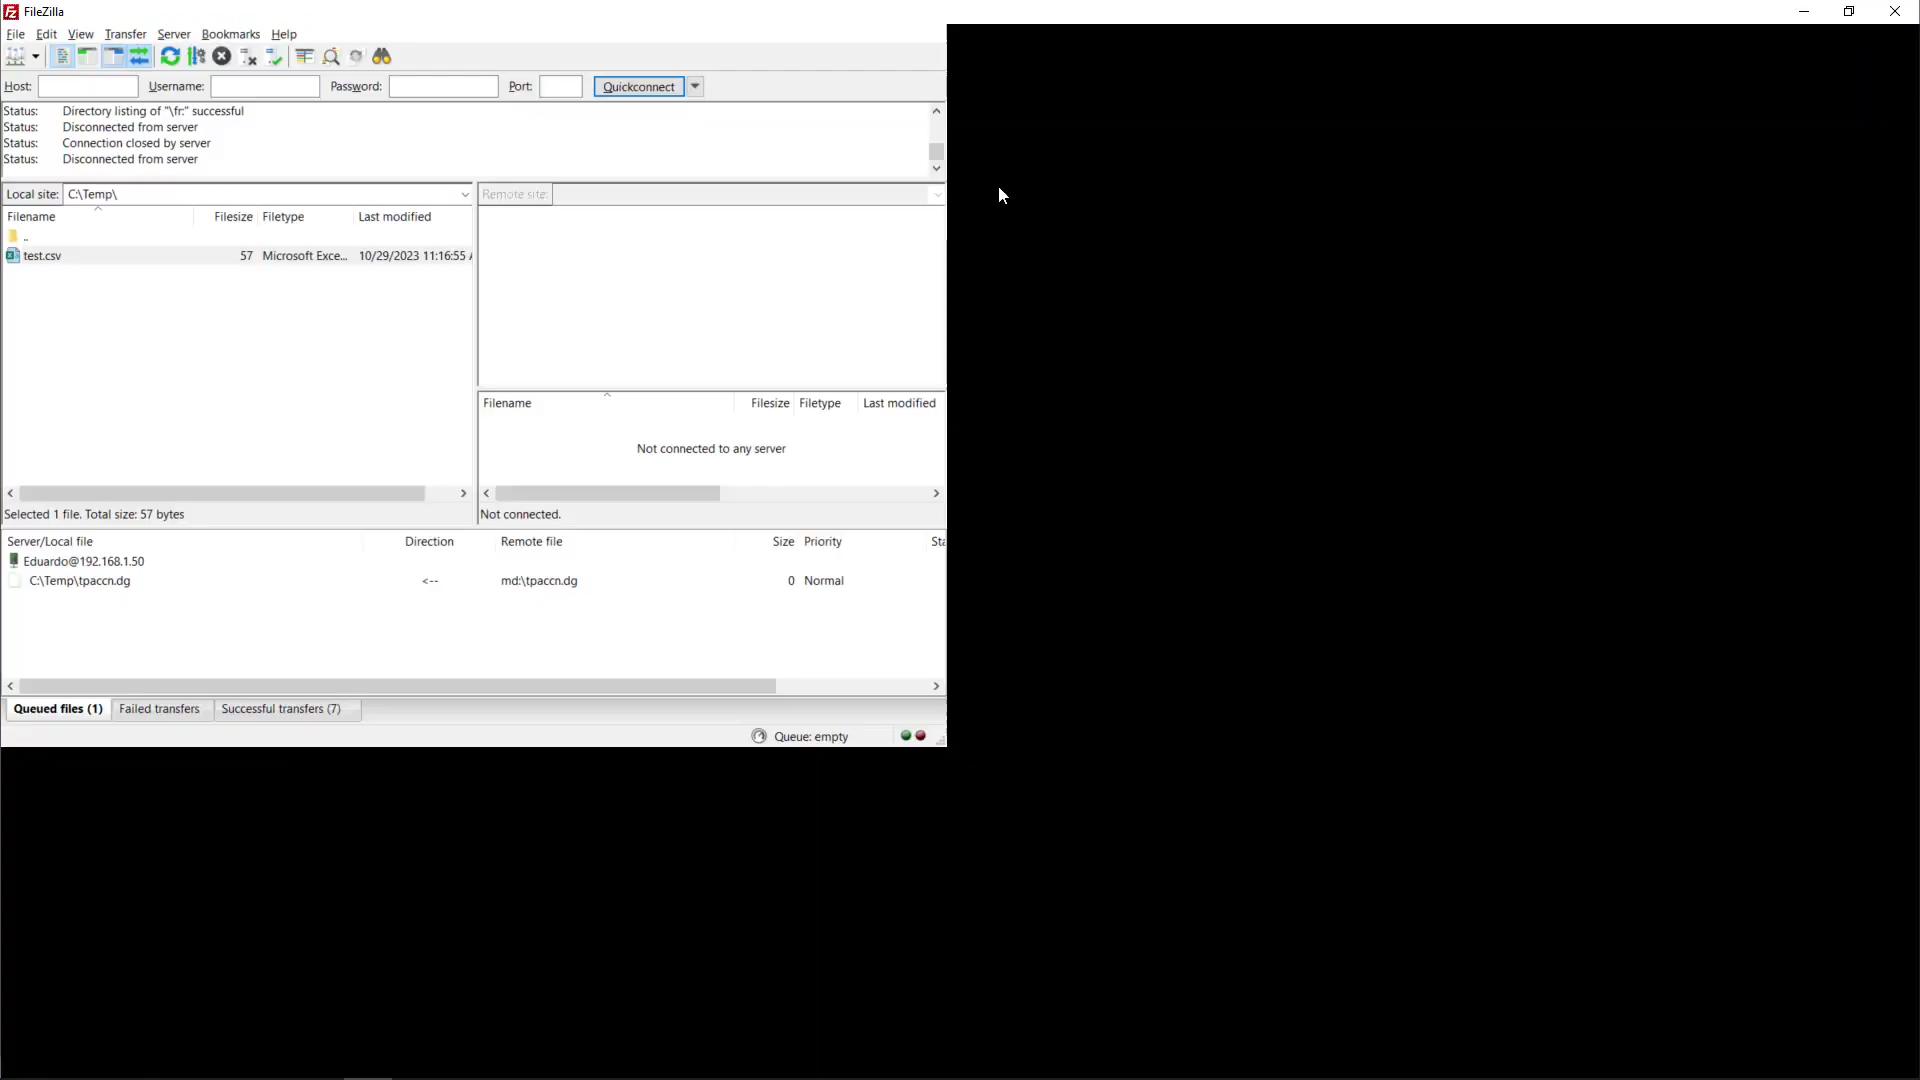 FileZilla
File Edit View Transfer Server Bookmarks Help
Host: Username: Password: Port: Quickconnect
Status: Directory listing of "\fr:" successful
Status: Disconnected from server
Status: Connection closed by server
Status: Disconnected from server
Local site: C:\Temp\ Remote site:
Filename Filesize Filetype Last modified
..
test.csv 57 Microsoft Exce... 10/29/2023 11:16:55
Filename Filesize Filetype Last modified
Not connected to any server
Selected 1 file. Total size: 57 bytes Not connected.
Server/Local file Direction Remote file Size Priority Sta
Eduardo@192.168.1.50
C:\Temp\tpaccn.dg <-- md:\tpaccn.dg 0 Normal
Queued files (1) Failed transfers Successful transfers (7)
Queue: empty